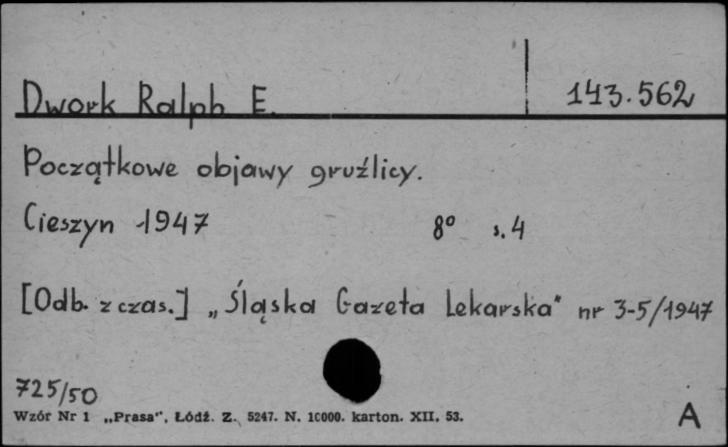 Dwork Ralph E. 143.562
Początkowe objawy gruźlicy.
Cieszyn 1947 8° s.4
[Odb. z czas.] „Śląska Gazeta Lekarska" nr 3-5/1947
725/50
Wzór Nr 1 „Prasa", Łódź. Z. 5247. N. 10000. karton. XII. 53.
A